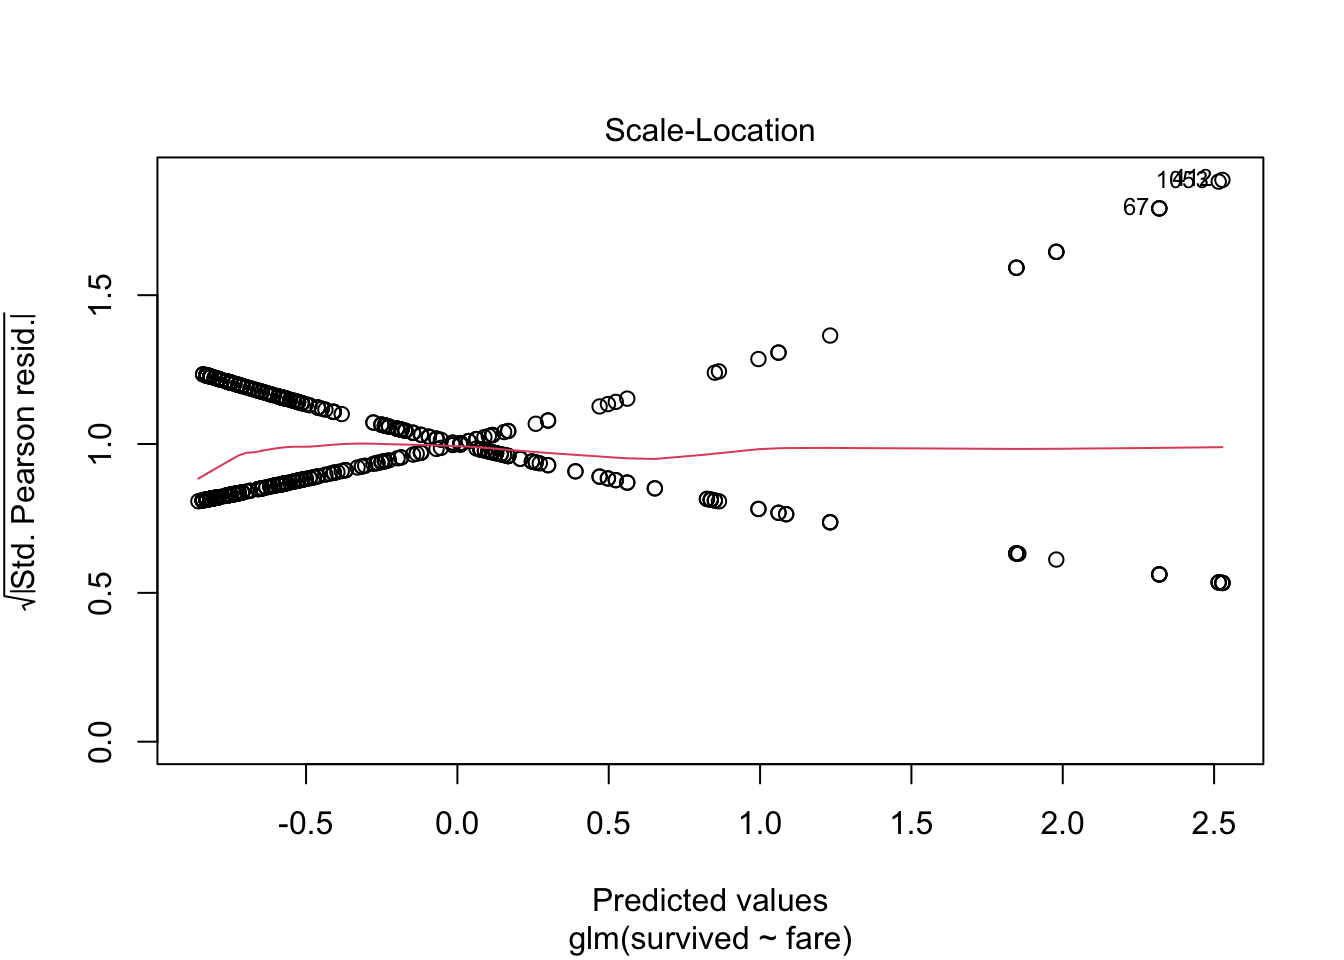 Scale-Location
√|Std. Pearson resid.|
0.0 0.5 1.0 1.5
67
-0.5 0.0 0.5 1.0 1.5 2.0 2.5
Predicted values
glm(survived ~ fare)